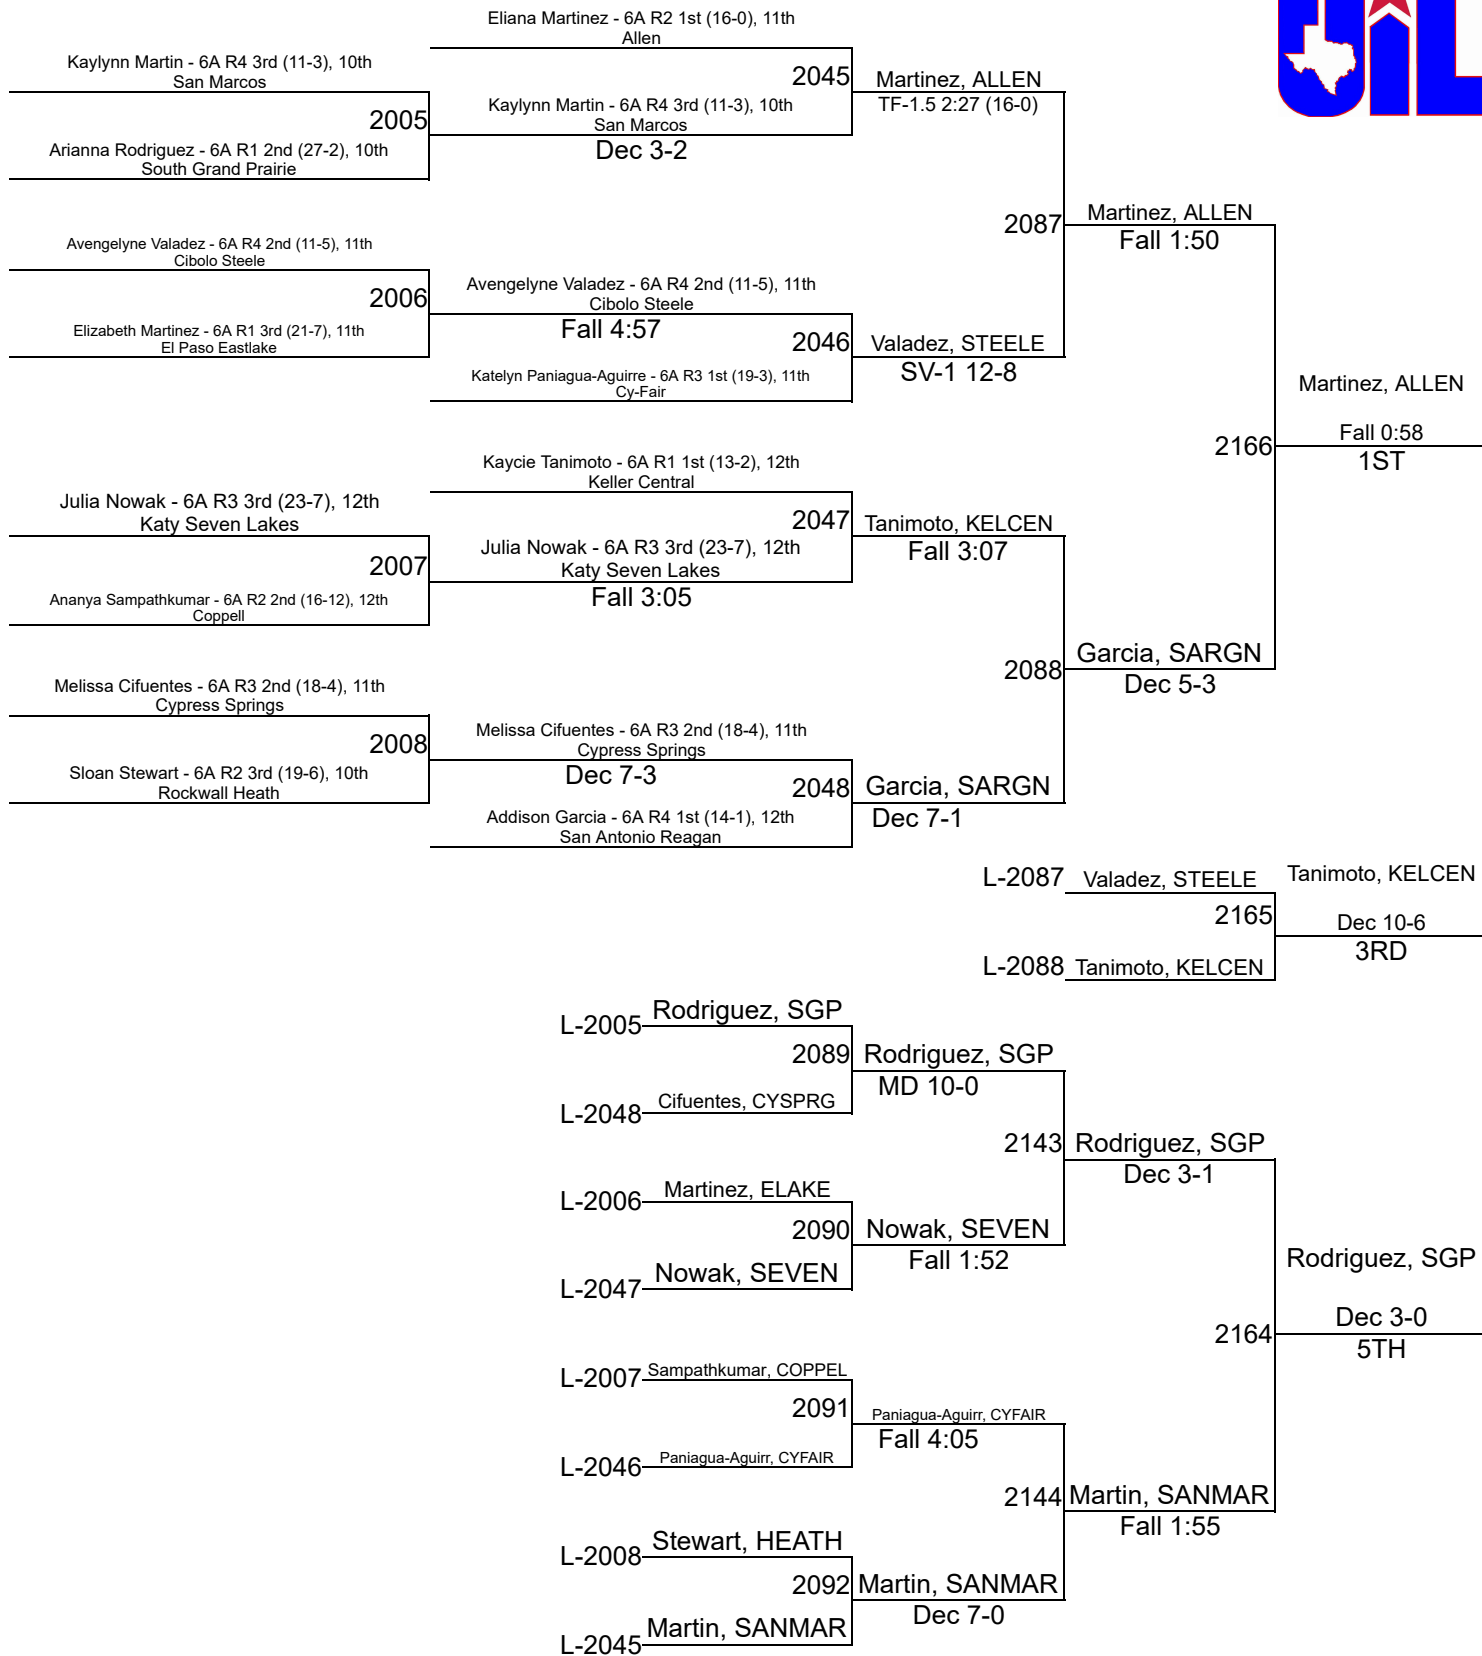 Eliana Martinez - 6A R2 1st (16-0), 11th
Allen
UIL
Kaylynn Martin - 6A R4 3rd (11-3), 10th
San Marcos
2045
Martinez, ALLEN
TF-1.5 2:27 (16-0)
2005
Kaylynn Martin - 6A R4 3rd (11-3), 10th
San Marcos
Dec 3-2
Arianna Rodriguez - 6A R1 2nd (27-2), 10th
South Grand Prairie
2087
Martinez, ALLEN
Fall 1:50
Avengelyne Valadez - 6A R4 2nd (11-5), 11th
Cibolo Steele
2006
Avengelyne Valadez - 6A R4 2nd (11-5), 11th
Cibolo Steele
Fall 4:57
Elizabeth Martinez - 6A R1 3rd (21-7), 11th
El Paso Eastlake
2046
Valadez, STEELE
SV-1 12-8
Katelyn Paniagua-Aguirre - 6A R3 1st (19-3), 11th
Cy-Fair
Martinez, ALLEN
2166
Fall 0:58
1ST
Kaycie Tanimoto - 6A R1 1st (13-2), 12th
Keller Central
Julia Nowak - 6A R3 3rd (23-7), 12th
Katy Seven Lakes
2047
Tanimoto, KELCEN
Fall 3:07
2007
Julia Nowak - 6A R3 3rd (23-7), 12th
Katy Seven Lakes
Fall 3:05
Ananya Sampathkumar - 6A R2 2nd (16-12), 12th
Coppell
2088
Garcia, SARGN
Dec 5-3
Melissa Cifuentes - 6A R3 2nd (18-4), 11th
Cypress Springs
2008
Melissa Cifuentes - 6A R3 2nd (18-4), 11th
Cypress Springs
Dec 7-3
Sloan Stewart - 6A R2 3rd (19-6), 10th
Rockwall Heath
2048
Garcia, SARGN
Dec 7-1
Addison Garcia - 6A R4 1st (14-1), 12th
San Antonio Reagan
L-2087
Valadez, STEELE
Tanimoto, KELCEN
2165
Dec 10-6
3RD
L-2088
Tanimoto, KELCEN
L-2005
Rodriguez, SGP
2089
Rodriguez, SGP
MD 10-0
L-2048
Cifuentes, CYSPRG
2143
Rodriguez, SGP
Dec 3-1
L-2006
Martinez, ELAKE
2090
Nowak, SEVEN
Fall 1:52
L-2047
Nowak, SEVEN
Rodriguez, SGP
2164
Dec 3-0
5TH
L-2007
Sampathkumar, COPPEL
2091
Paniagua-Aguirr, CYFAIR
Fall 4:05
L-2046
Paniagua-Aguirr, CYFAIR
2144
Martin, SANMAR
Fall 1:55
L-2008
Stewart, HEATH
2092
Martin, SANMAR
Dec 7-0
L-2045
Martin, SANMAR